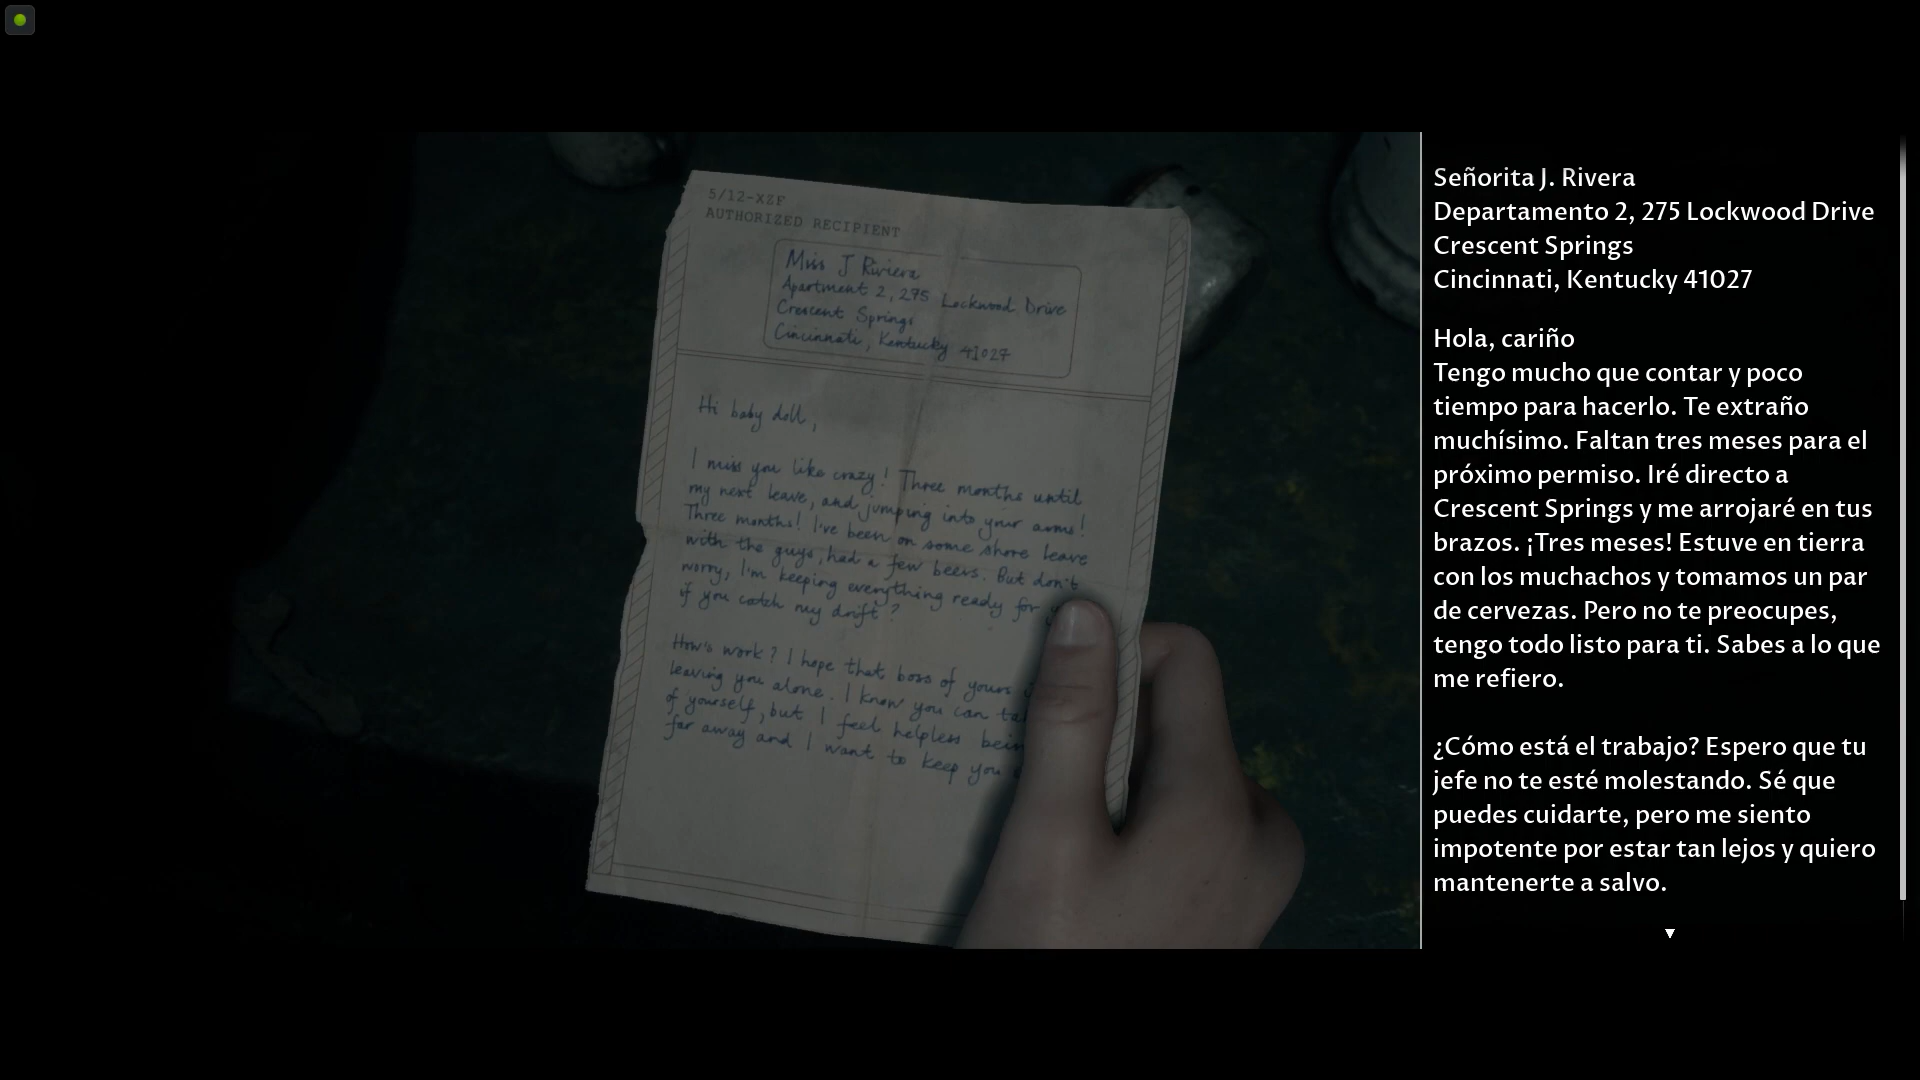 5/12-XZF
AUTHORIZED RECIPIENT
Miss J Riviera
Apartment 2, 275 Lockwood Drive
Crescent Springs
Cincinnati, Kentucky 41027
Hi baby doll,
I miss you like crazy! Three months until
my next leave, and jumping into your arms!
Three months! I've been on some shore leave
with the guys, had a few beers. But don't
worry, I'm keeping everything ready for
if you catch my drift?
How's work? I hope that boss of yours
leaving you alone. I know you can
of yourself, but I feel helpless
far away and I want to keep you
Señorita J. Rivera
Departamento 2, 275 Lockwood Drive
Crescent Springs
Cincinnati, Kentucky 41027
Hola, cariño
Tengo mucho que contar y poco
tiempo para hacerlo. Te extraño
muchísimo. Faltan tres meses para el
próximo permiso. Iré directo a
Crescent Springs y me arrojaré en tus
brazos. ¡Tres meses! Estuve en tierra
con los muchachos y tomamos un par
de cervezas. Pero no te preocupes,
tengo todo listo para ti. Sabes a lo que
me refiero.
¿Cómo está el trabajo? Espero que tu
jefe no te esté molestando. Sé que
puedes cuidarte, pero me siento
impotente por estar tan lejos y quiero
mantenerte a salvo.